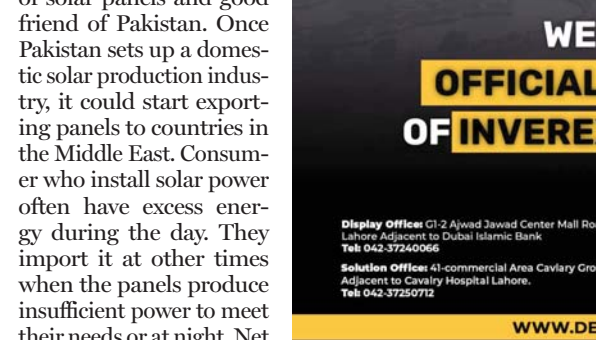 of solar panels and good
friend of Pakistan. Once
Pakistan sets up a domes-
tic solar production indus-
try, it could start export-
ing panels to countries in
the Middle East. Consum-
er who install solar power
often have excess ener-
gy during the day. They
import it at other times
when the panels produce
insufficient power to meet
their needs or at night. Net
WE
OFFICIAL
OF INVEREX
Display Office: G1-2 Ajwad Jawad Center Mall Ro
Lahore Adjacent to Dubai Islamic Bank
Tel: 042-37240066
Solution Office: 41-commercial Area Cavlary Gro
Adjacent to Cavalry Hospital Lahore.
Tel: 042-37250712
WWW.DE